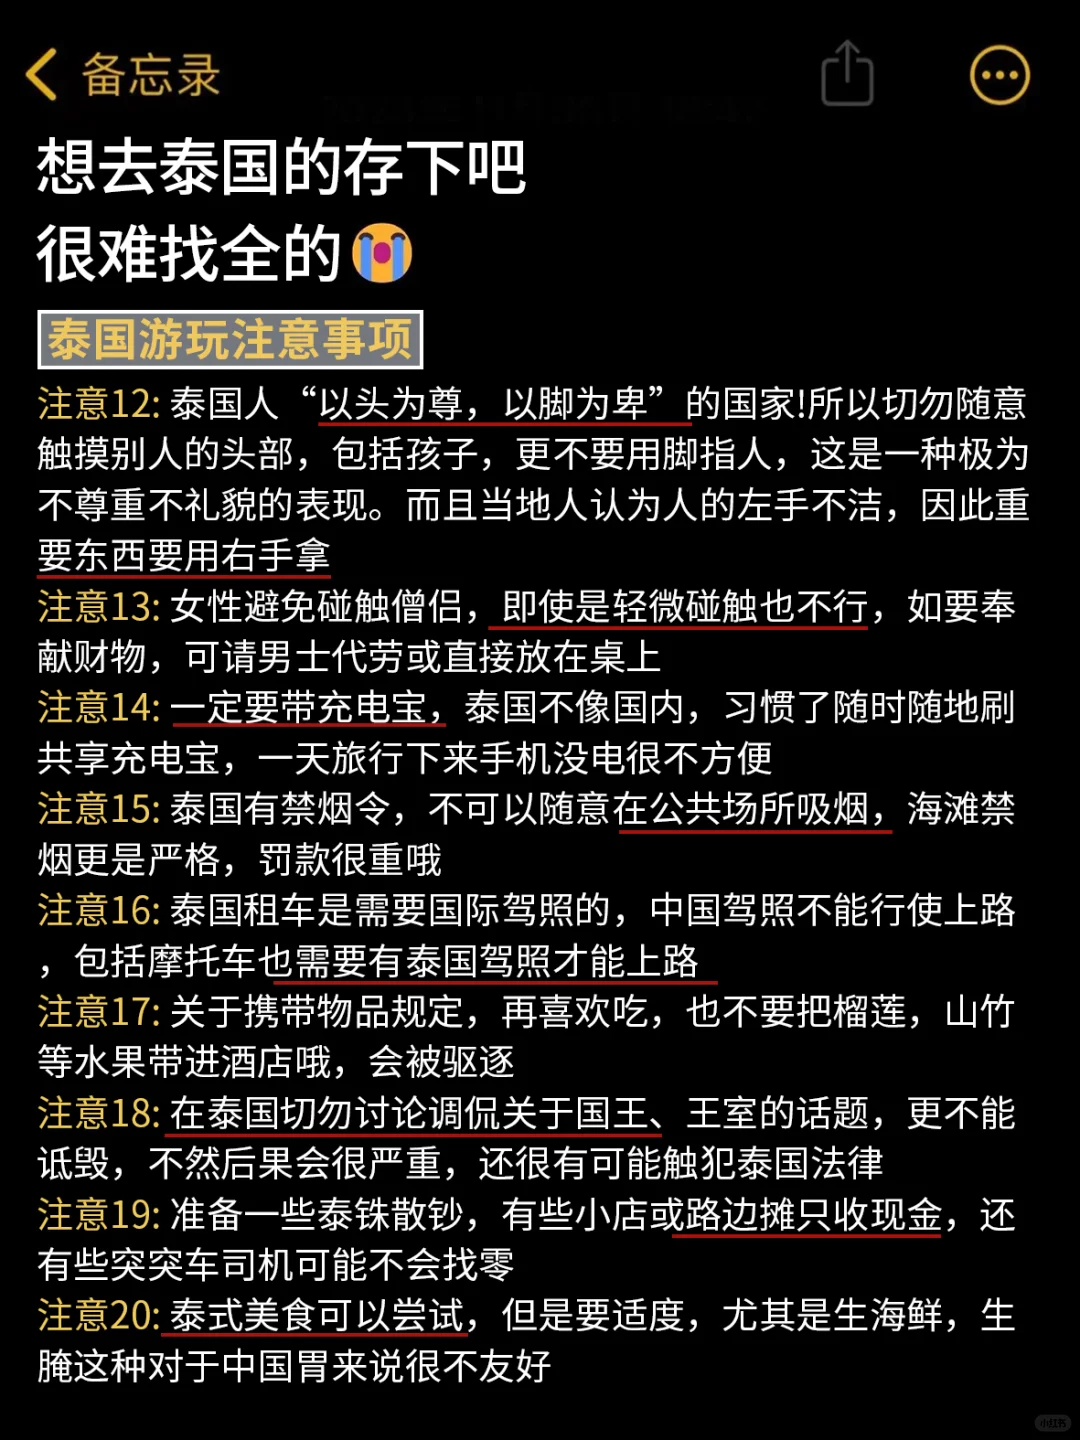 备忘录
想去泰国的存下吧
很难找全的😭
泰国游玩注意事项
注意12: 泰国人“以头为尊，以脚为卑”的国家!所以切勿随意
触摸别人的头部，包括孩子，更不要用脚指人，这是一种极为
不尊重不礼貌的表现。而且当地人认为人的左手不洁，因此重
要东西要用右手拿
注意13: 女性避免碰触僧侣，即使是轻微碰触也不行，如要奉
献财物，可请男士代劳或直接放在桌上
注意14: 一定要带充电宝，泰国不像国内，习惯了随时随地刷
共享充电宝，一天旅行下来手机没电很不方便
注意15: 泰国有禁烟令，不可以随意在公共场所吸烟，海滩禁
烟更是严格，罚款很重哦
注意16: 泰国租车是需要国际驾照的，中国驾照不能行使上路
，包括摩托车也需要有泰国驾照才能上路
注意17: 关于携带物品规定，再喜欢吃，也不要把榴莲，山竹
等水果带进酒店哦，会被驱逐
注意18: 在泰国切勿讨论调侃关于国王、王室的话题，更不能
诋毁，不然后果会很严重，还很有可能触犯泰国法律
注意19: 准备一些泰铢散钞，有些小店或路边摊只收现金，还
有些突突车司机可能不会找零
注意20: 泰式美食可以尝试，但是要适度，尤其是生海鲜，生
腌这种对于中国胃来说很不友好
小红书